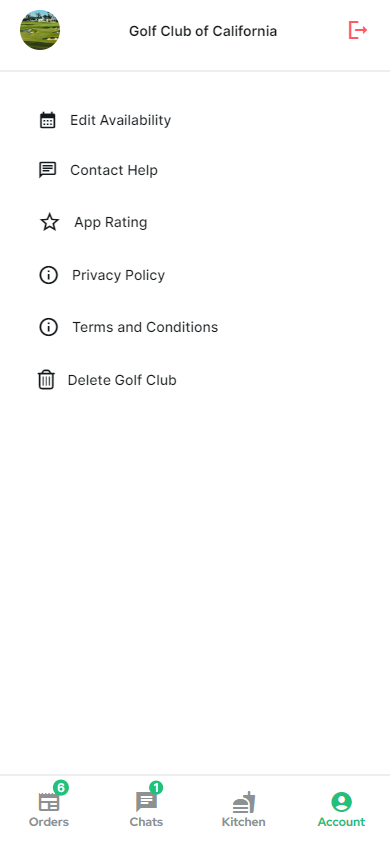 Golf Club of California
Edit Availability
Contact Help
App Rating
Privacy Policy
Terms and Conditions
Delete Golf Club
6 1
Orders Chats Kitchen Account